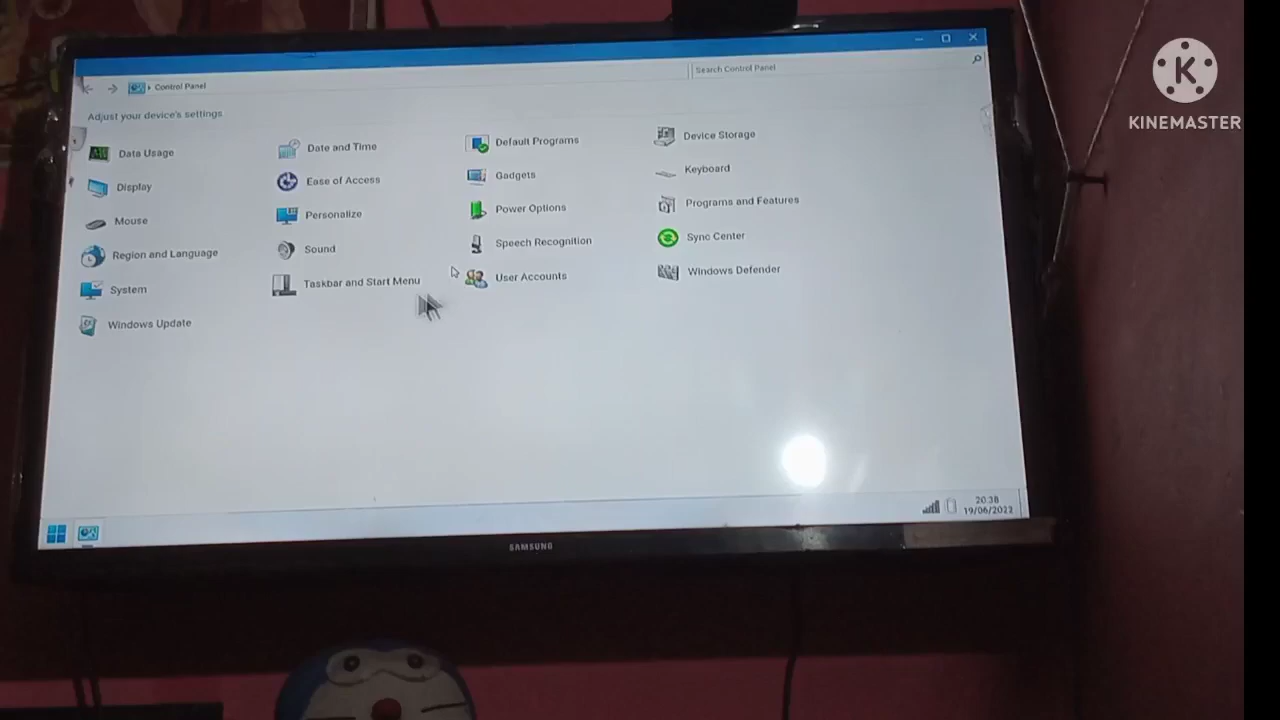 Control Panel
Search Control Panel
Adjust your device's settings
Data Usage
Date and Time
Default Programs
Device Storage
Display
Ease of Access
Gadgets
Keyboard
Mouse
Personalize
Power Options
Programs and Features
Region and Language
Sound
Speech Recognition
Sync Center
System
Taskbar and Start Menu
User Accounts
Windows Defender
Windows Update
20:38
19/06/2022
SAMSUNG
K
KINEMASTER